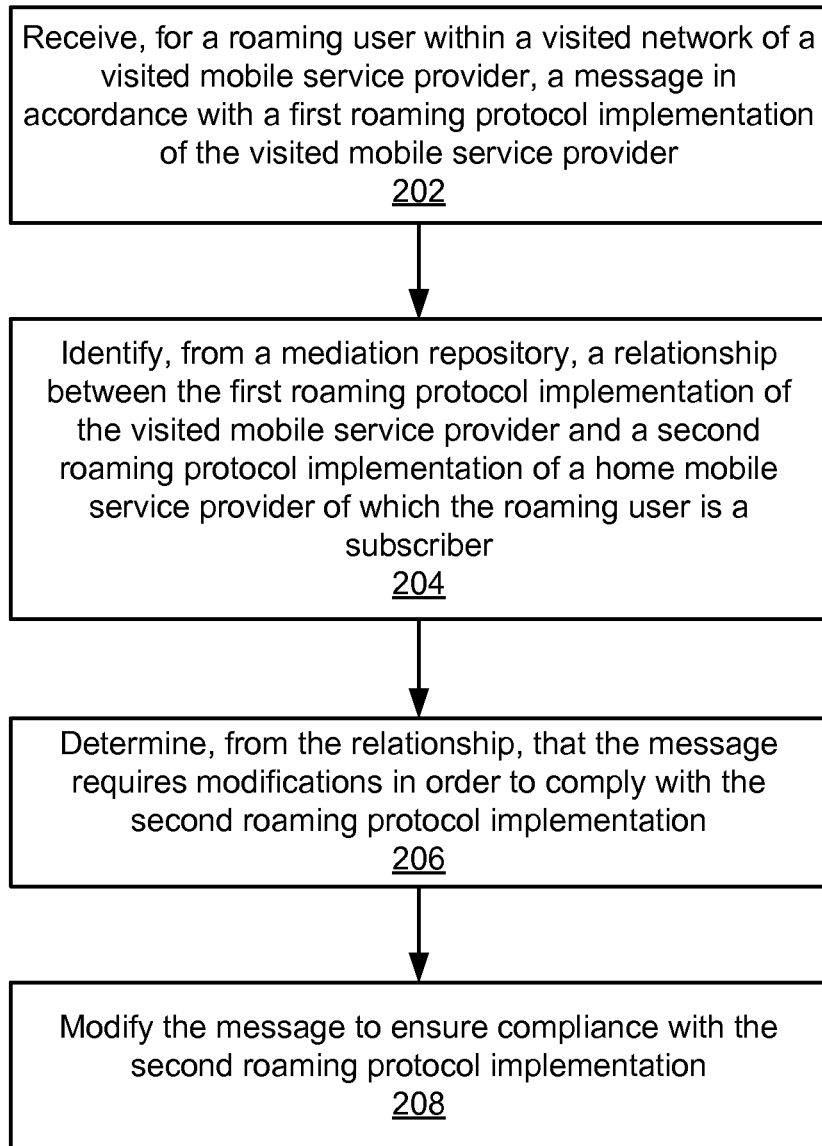 Receive, for a roaming user within a visited network of a
visited mobile service provider, a message in
accordance with a first roaming protocol implementation
of the visited mobile service provider
202
Identify, from a mediation repository, a relationship
between the first roaming protocol implementation of
the visited mobile service provider and a second
roaming protocol implementation of a home mobile
service provider of which the roaming user is a
subscriber
204
Determine, from the relationship, that the message
requires modifications in order to comply with the
second roaming protocol implementation
206
Modify the message to ensure compliance with the
second roaming protocol implementation
208